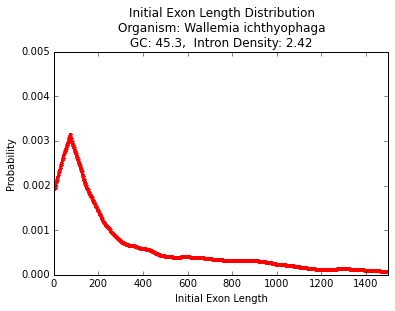 Initial Exon Length Distribution
Organism: Wallemia ichthyophaga
GC: 45.3,  Intron Density: 2.42
0.005
0.004
0.003
0.002
0.001
0.000
Probability
0 200 400 600 800 1000 1200 1400
Initial Exon Length